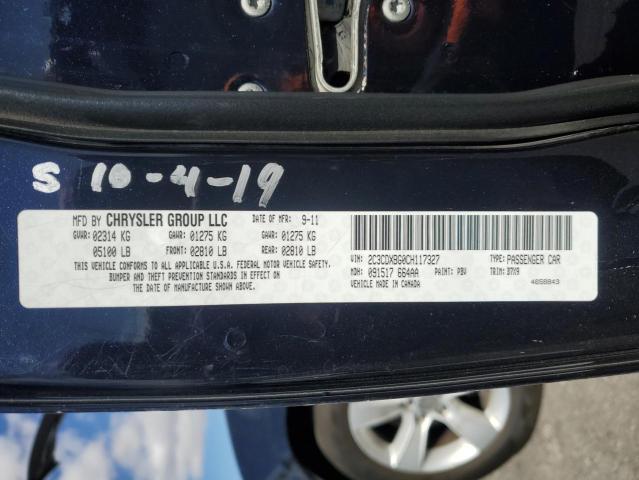 S 10-4-19
MFD BY CHRYSLER GROUP LLC DATE OF MFR: 9-11
GVWR: 02314 KG GAWR: 01275 KG GAWR: 01275 KG
05100 LB FRONT: 02810 LB REAR: 02810 LB
THIS VEHICLE CONFORMS TO ALL APPLICABLE U.S.A. FEDERAL MOTOR VEHICLE SAFETY,
BUMPER AND THEFT PREVENTION STANDARDS IN EFFECT ON
THE DATE OF MANUFACTURE SHOWN ABOVE.
VIN: 2C3CDXBG0CH117327 TYPE: PASSENGER CAR
MDH: 091517 664AA PAINT: PBV TRIM: B7X9
VEHICLE MADE IN CANADA 4658843